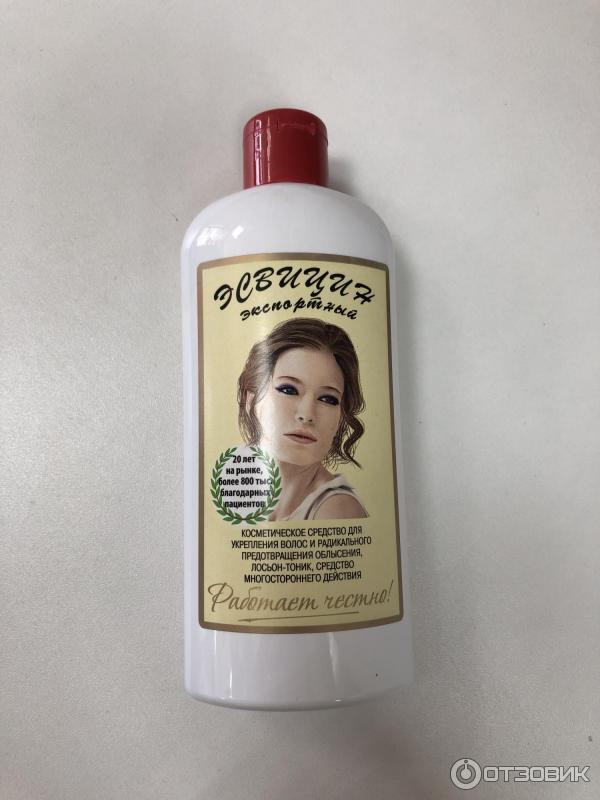 ЭСВИЦИН
экспортный
20 лет
на рынке,
более 800 тыс.
благодарных
пациентов
КОСМЕТИЧЕСКОЕ СРЕДСТВО ДЛЯ
УКРЕПЛЕНИЯ ВОЛОС И РАДИКАЛЬНОГО
ПРЕДОТВРАЩЕНИЯ ОБЛЫСЕНИЯ,
ЛОСЬОН-ТОНИК, СРЕДСТВО
МНОГОСТОРОННЕГО ДЕЙСТВИЯ
Работает честно!
ОТЗОВИК